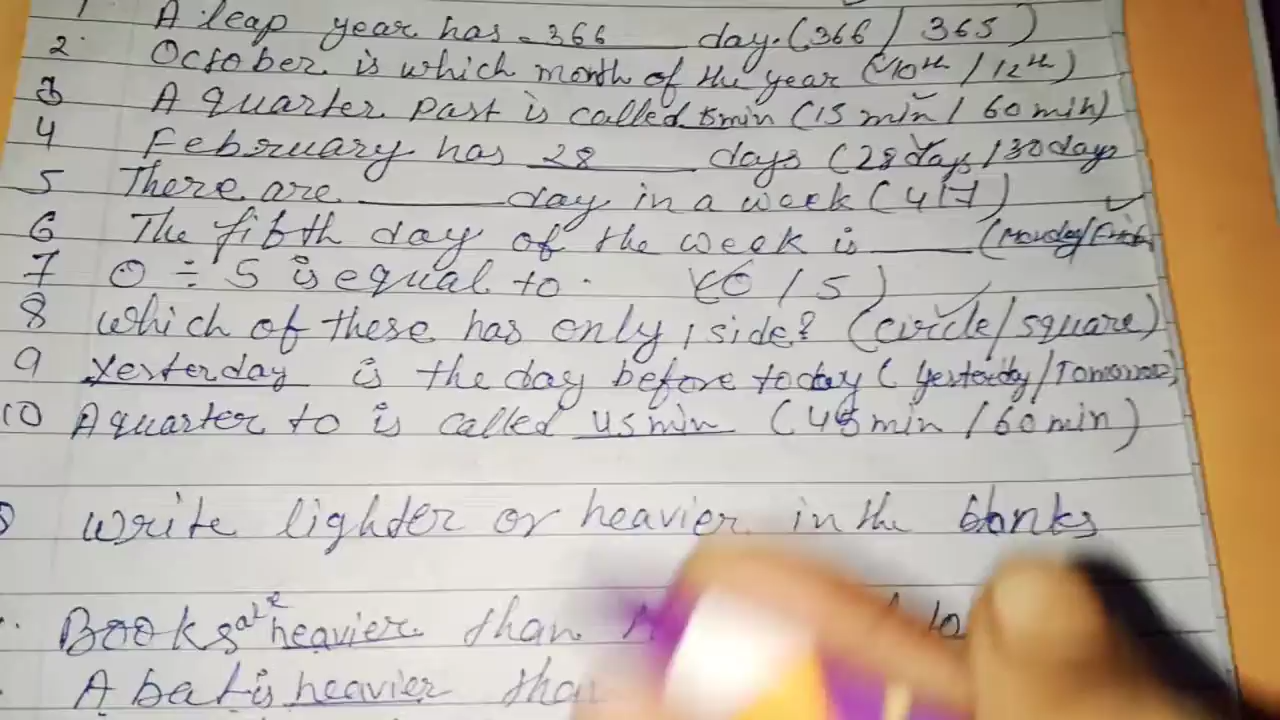 1 A leap year has 366 day. (366 / 365)
2. October is which month of the year (10th / 12th)
3 A quarter past is called 15min (15 min / 60 min)
4 February has 28 days (28 days / 30 days
5 There are day in a week (4/7)
6 The fifth day of the week is (Monday/
7 0 ÷ 5 is equal to. (0 / 5)
8 which of these has only 1 side? (circle/square)
9 Yesterday is the day before today (Yesterday/Tomorrow)
10 A quarter to is called 45min (45min / 60min)
write lighter or heavier in the blanks
Books are heavier than
A bat is heavier than